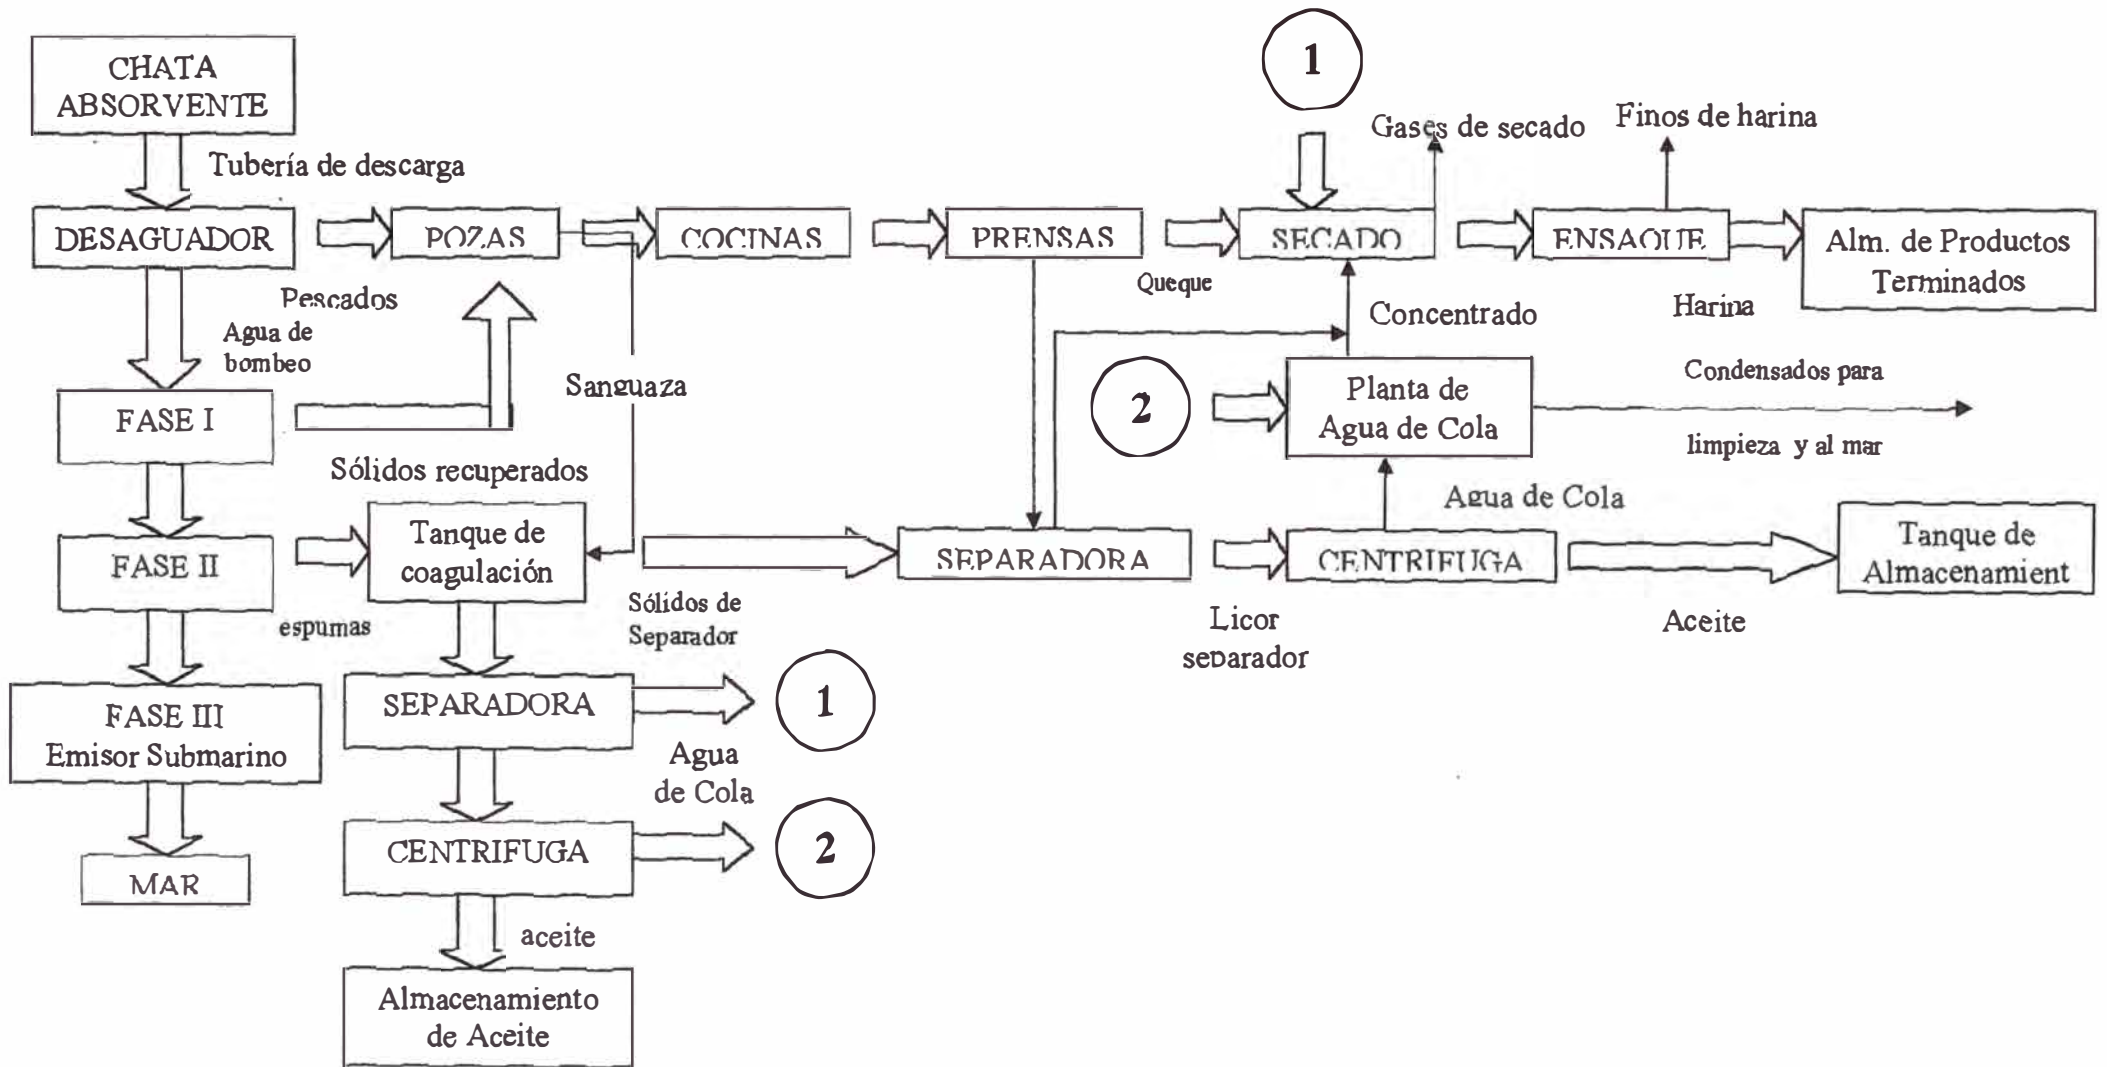 CHATA
ABSORVENTE
1
Gases de secado
Finos de harina
Tubería de descarga
DESAGUADOR
POZAS
COCINAS
PRENSAS
SECADO
ENSAQUE
Alm. de Productos
Terminados
Pescados
Queque
Concentrado
Harina
Agua de
bombeo
Sanguaza
FASE I
2
Planta de
Agua de Cola
Condensados para
limpieza y al mar
Sólidos recuperados
Agua de Cola
FASE II
Tanque de
coagulación
SEPARADORA
CENTRIFUGA
Tanque de
Almacenamient
espumas
Sólidos de
Separador
Licor
separador
Aceite
FASE III
Emisor Submarino
SEPARADORA
1
Agua
de Cola
CENTRIFUGA
2
MAR
aceite
Almacenamiento
de Aceite